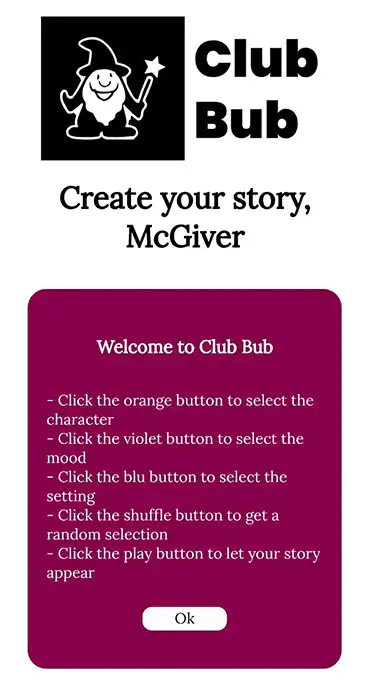 Club
Bub
Create your story,
McGiver
Welcome to Club Bub
- Click the orange button to select the
character
- Click the violet button to select the
mood
- Click the blu button to select the
setting
- Click the shuffle button to get a
random selection
- Click the play button to let your story
appear
Ok